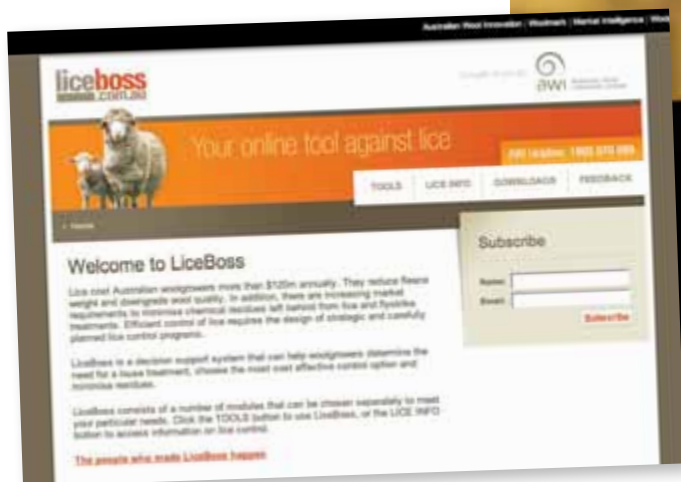 Australian Wool Innovation | Woolmark | Market Intelligence |
liceboss
.com.au
awi
Your online tool against lice
TOOLS LICE INFO DOWNLOADS FEEDBACK
Home
Welcome to LiceBoss
Lice cost Australian woolgrowers more than $120m annually. They reduce fleece
weight and downgrade wool quality. In addition, there are increasing market
requirements to minimise chemical residues left behind from lice and flystrike
treatments. Efficient control of lice requires the design of strategic and carefully
planned lice control programs.
LiceBoss is a decision support system that can help woolgrowers determine the
need for a louse treatment, choose the most cost effective control option and
minimise residues.
LiceBoss consists of a number of modules that can be chosen separately to meet
your particular needs. Click the TOOLS button to use LiceBoss, or the LICE INFO
button to access information on lice control.
The people who made LiceBoss happen
Subscribe
Name:
Email:
Subscribe